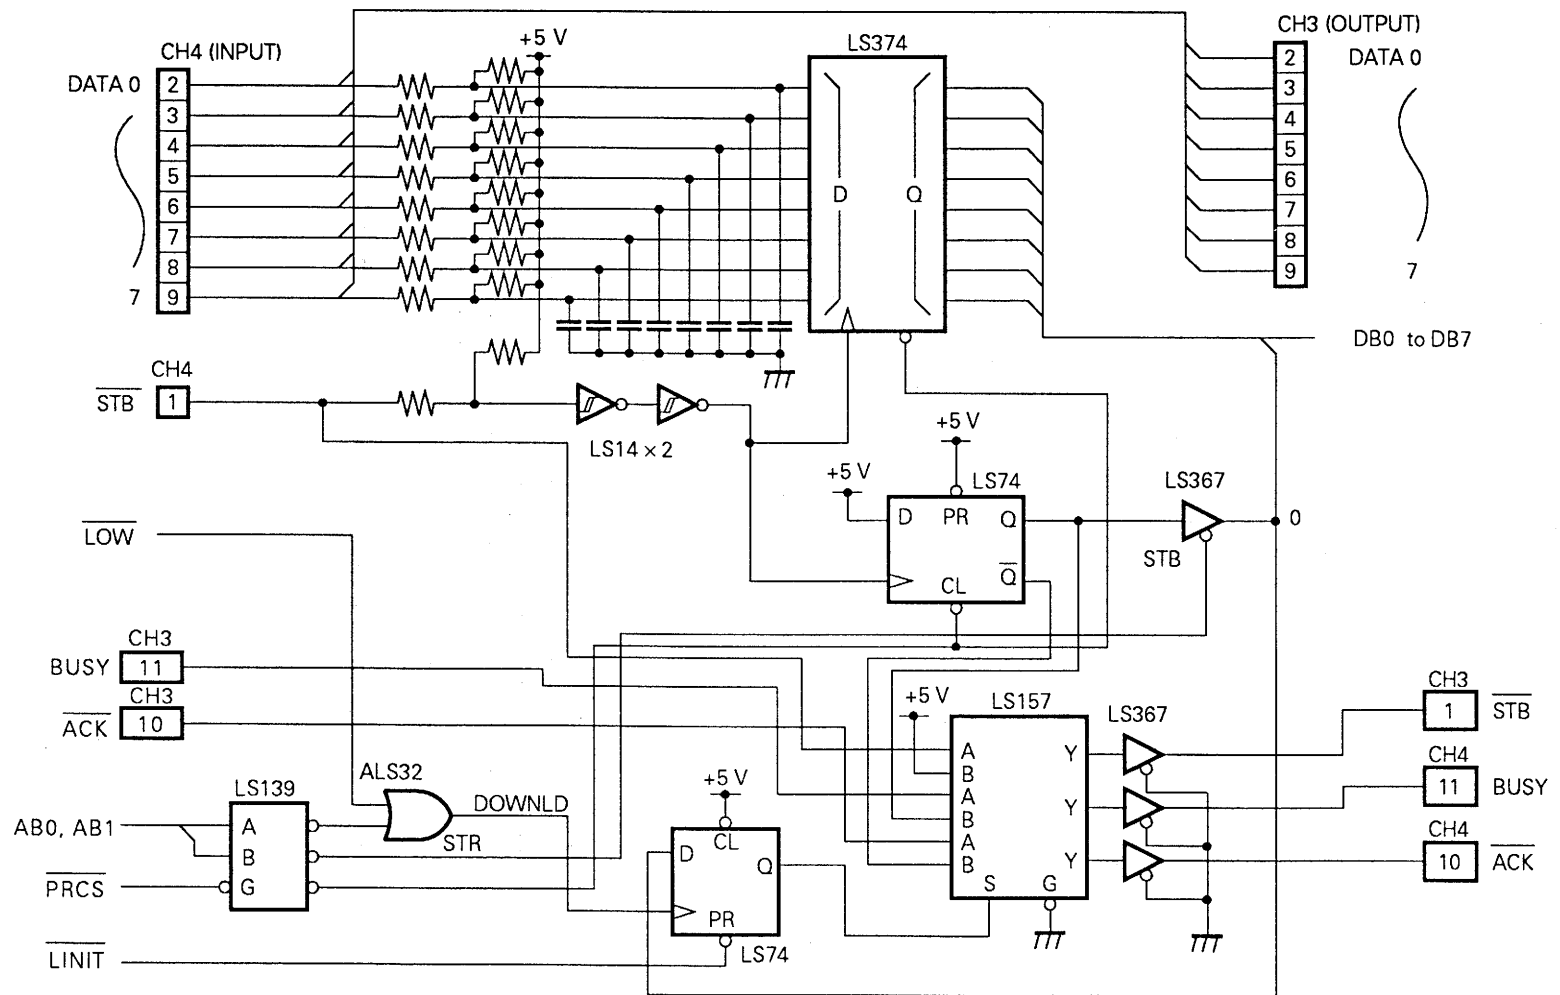 CH4 (INPUT)
+5 V
LS374
CH3 (OUTPUT)
DATA 0
2
3
4
5
6
7
8
9
7
D
Q
2
3
4
5
6
7
8
9
DATA 0
7
DB0 to DB7
CH4
STB
1
LS14 × 2
+5 V
+5 V
LS74
LS367
D
PR
Q
CL
Q
STB
0
LOW
CH3
BUSY
11
CH3
ACK
10
+5 V
LS157
LS367
A
B
A
B
A
B
Y
Y
Y
S
G
CH3
1
STB
CH4
11
BUSY
CH4
10
ACK
LS139
ALS32
DOWNLD
STR
AB0, AB1
A
B
G
PRCS
+5 V
CL
D
Q
PR
LS74
LINIT